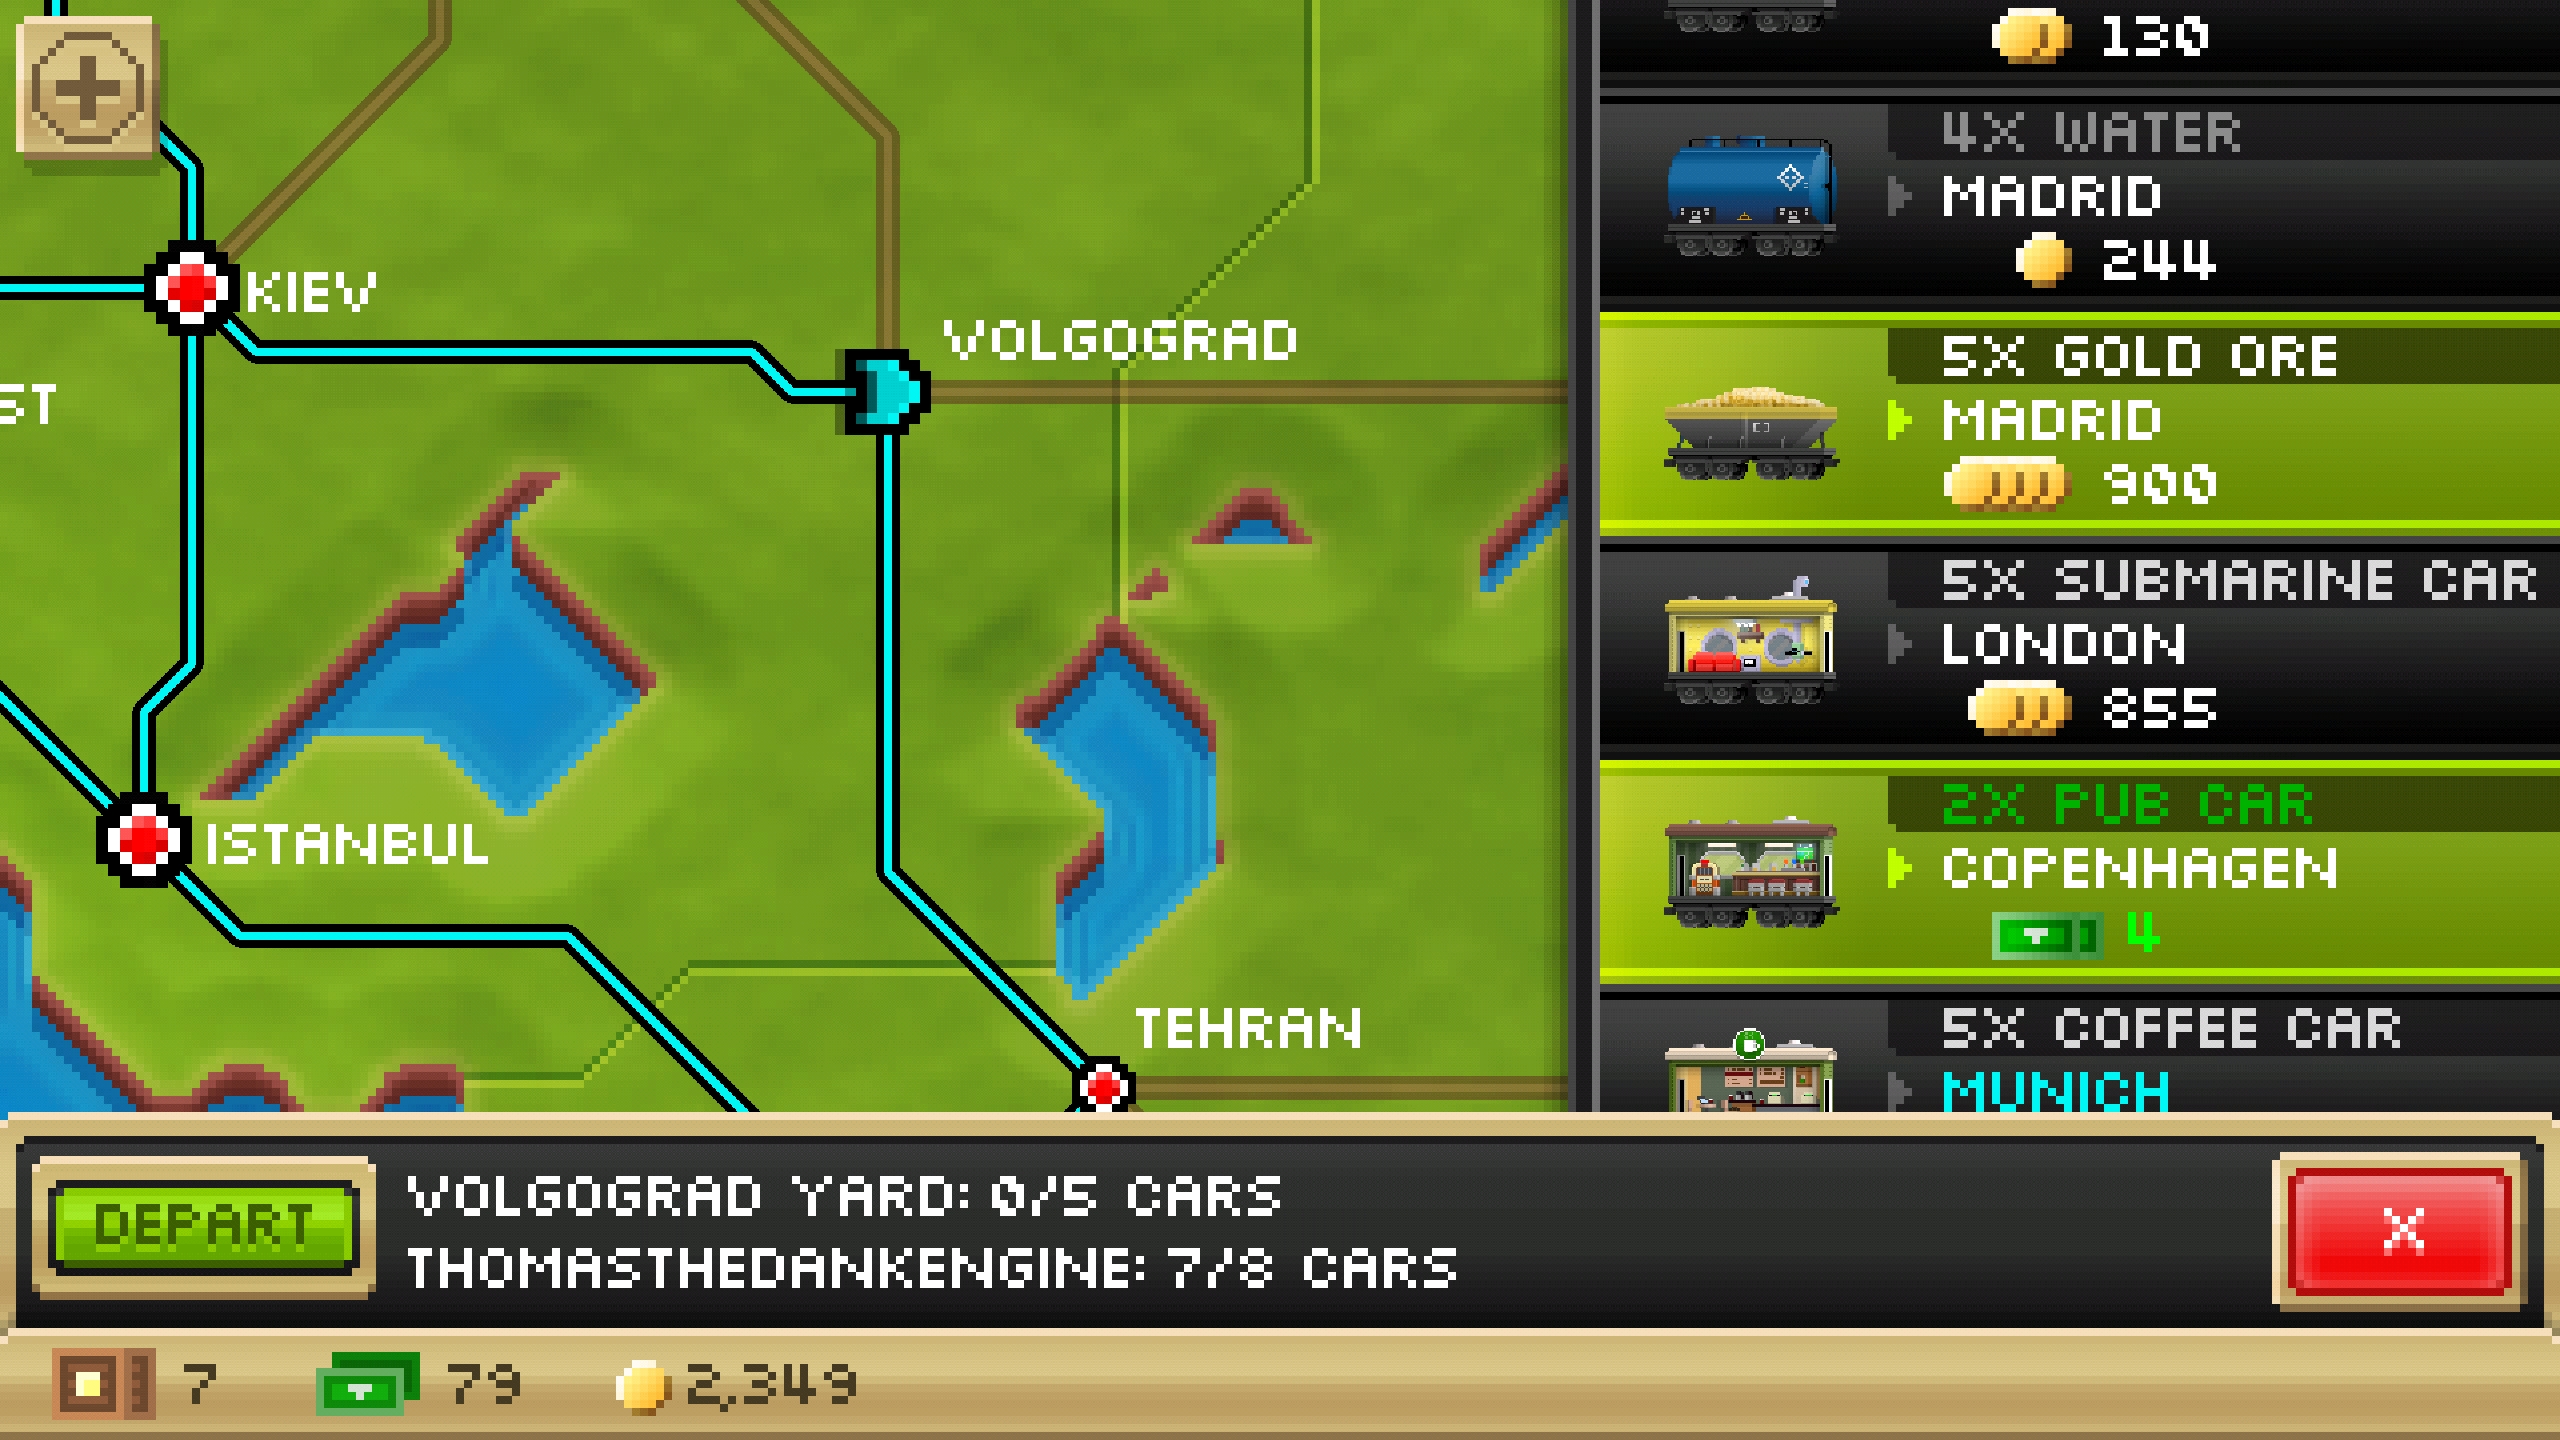 130
4X WATER
MADRID
244
KIEV
VOLGOGRAD
5X GOLD ORE
ST
MADRID
900
5X SUBMARINE CAR
LONDON
855
2X PUB CAR
ISTANBUL
COPENHAGEN
4
TEHRAN
5X COFFEE CAR
MUNICH
DEPART
VOLGOGRAD YARD: 0/5 CARS
THOMASTHEDANKENGINE: 7/8 CARS
X
7
79
2,349